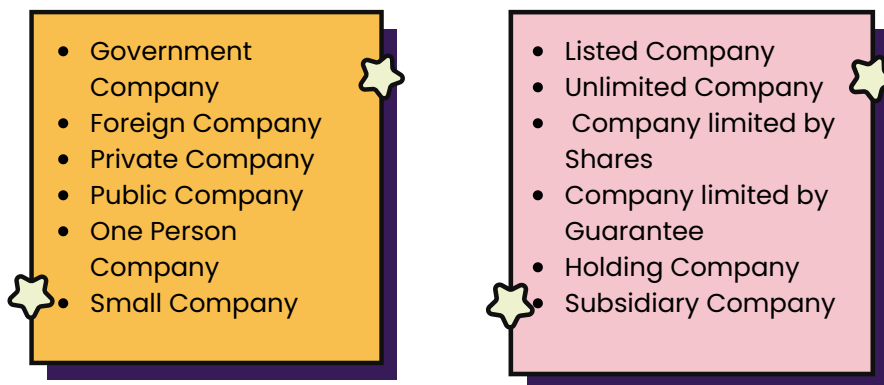 • Government
Company
• Foreign Company
• Private Company
• Public Company
• One Person
Company
• Small Company
• Listed Company
• Unlimited Company
• Company limited by
Shares
• Company limited by
Guarantee
• Holding Company
• Subsidiary Company